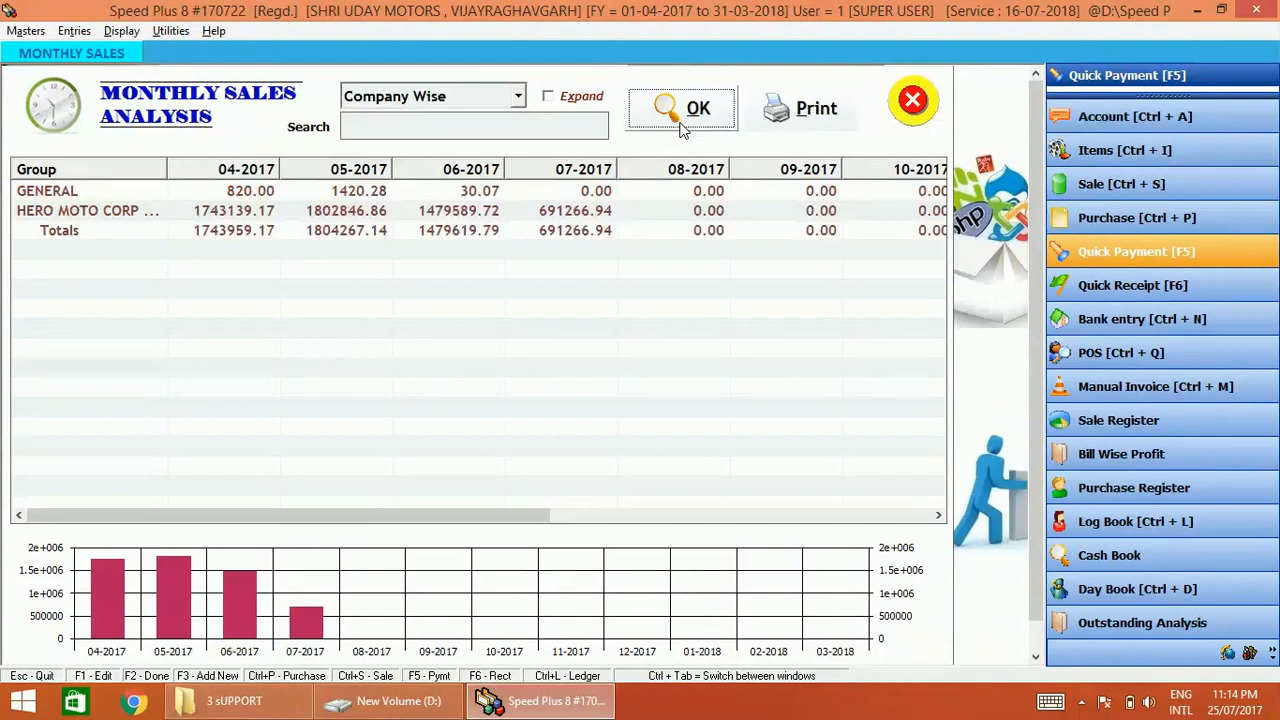 Speed Plus 8 #170722 [Regd.] [SHRI UDAY MOTORS , VIJAYRAGHAVGARH] [FY = 01-04-2017 to 31-03-2018] User = 1 [SUPER USER] [Service : 16-07-2018] @D:\Speed P
Masters Entries Display Utilities Help
MONTHLY SALES
MONTHLY SALES
ANALYSIS
Company Wise
Expand
OK
Print
Search
Group 04-2017 05-2017 06-2017 07-2017 08-2017 09-2017 10-2017
GENERAL 820.00 1420.28 30.07 0.00 0.00 0.00 0.00
HERO MOTO CORP ... 1743139.17 1802846.86 1479589.72 691266.94 0.00 0.00 0.00
Totals 1743959.17 1804267.14 1479619.79 691266.94 0.00 0.00 0.00
2e+006 2e+006
1.5e+006 1.5e+006
1e+006 1e+006
500000 500000
0 0
04-2017 05-2017 06-2017 07-2017 08-2017 09-2017 10-2017 11-2017 12-2017 01-2018 02-2018 03-2018
Quick Payment [F5]
Account [Ctrl + A]
Items [Ctrl + I]
Sale [Ctrl + S]
Purchase [Ctrl + P]
Quick Payment [F5]
Quick Receipt [F6]
Bank entry [Ctrl + N]
POS [Ctrl + Q]
Manual Invoice [Ctrl + M]
Sale Register
Bill Wise Profit
Purchase Register
Log Book [Ctrl + L]
Cash Book
Day Book [Ctrl + D]
Outstanding Analysis
php
Esc - Quit F1 - Edit F2 - Done F3 - Add New Ctrl+P - Purchase Ctrl+S - Sale F5 - Pymt F6 - Rect Ctrl+L - Ledger Ctrl + Tab = Switch between windows
3 sUPPORT
New Volume (D:)
Speed Plus 8 #170...
ENG
INTL
11:14 PM
25/07/2017